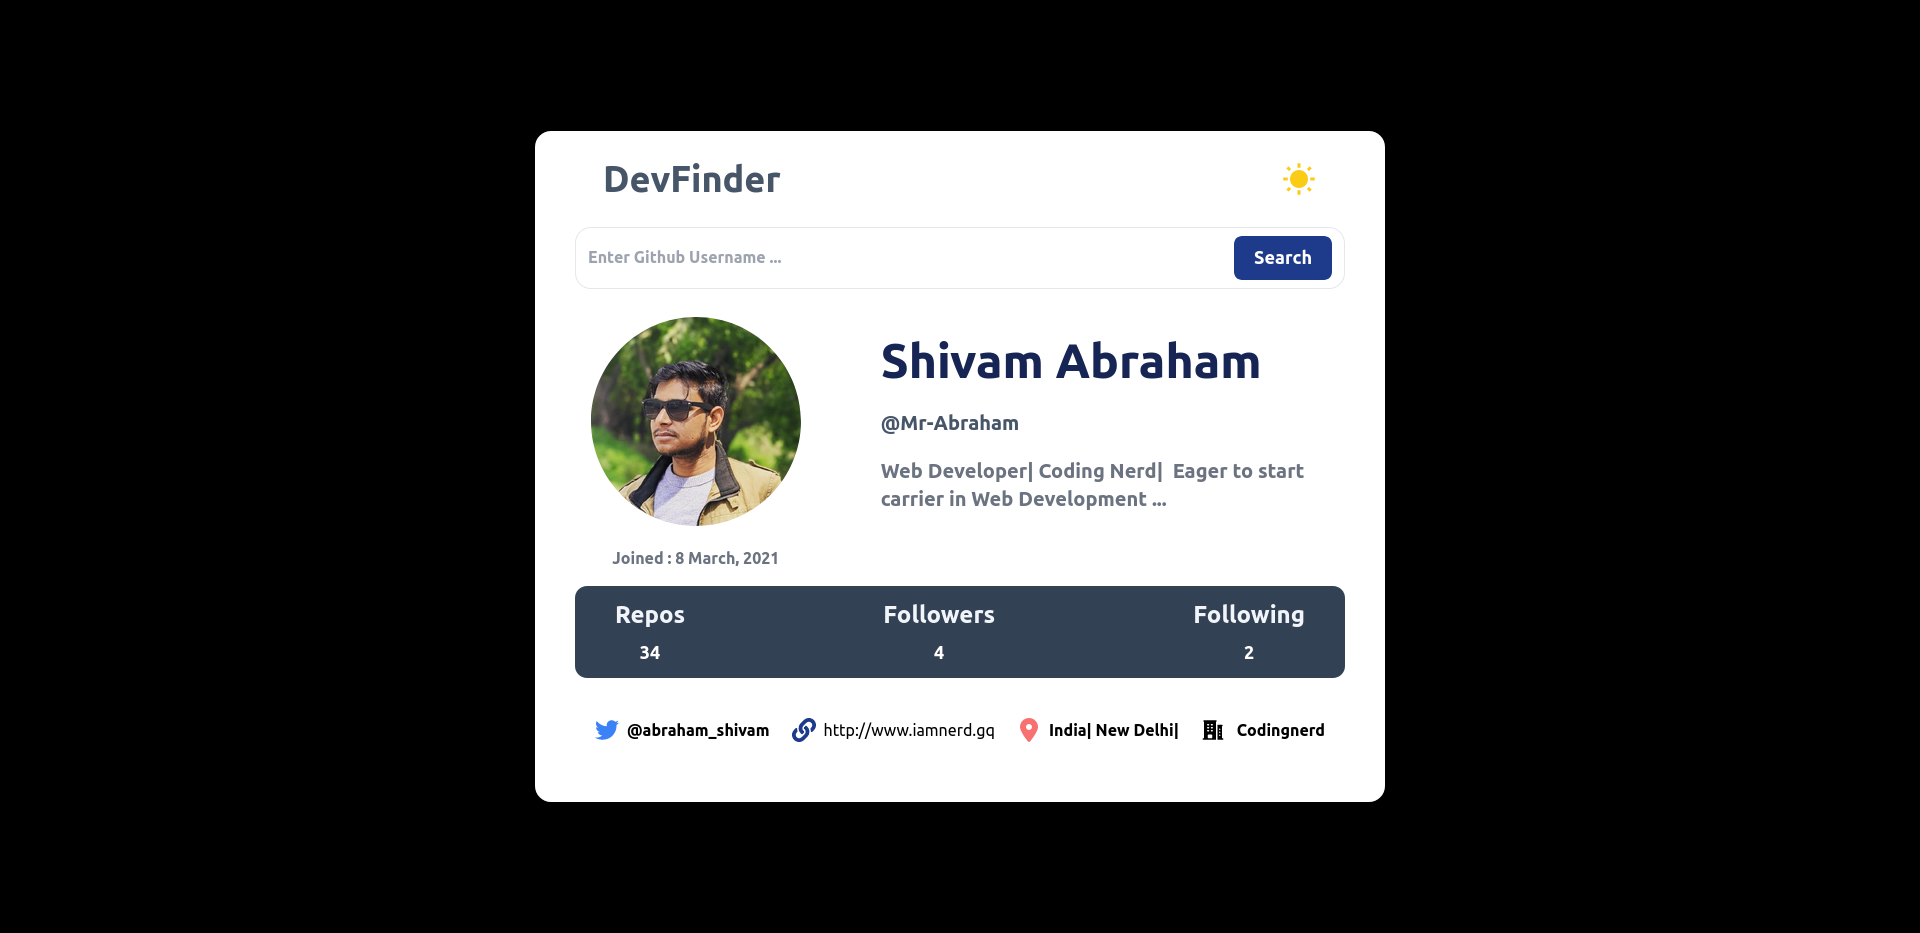 DevFinder
Enter Github Username ...
Search
Shivam Abraham
@Mr-Abraham
Web Developer| Coding Nerd|  Eager to start
carrier in Web Development ...
Joined : 8 March, 2021
Repos
Followers
Following
34
4
2
@abraham_shivam
http://www.iamnerd.gq
India| New Delhi|
Codingnerd